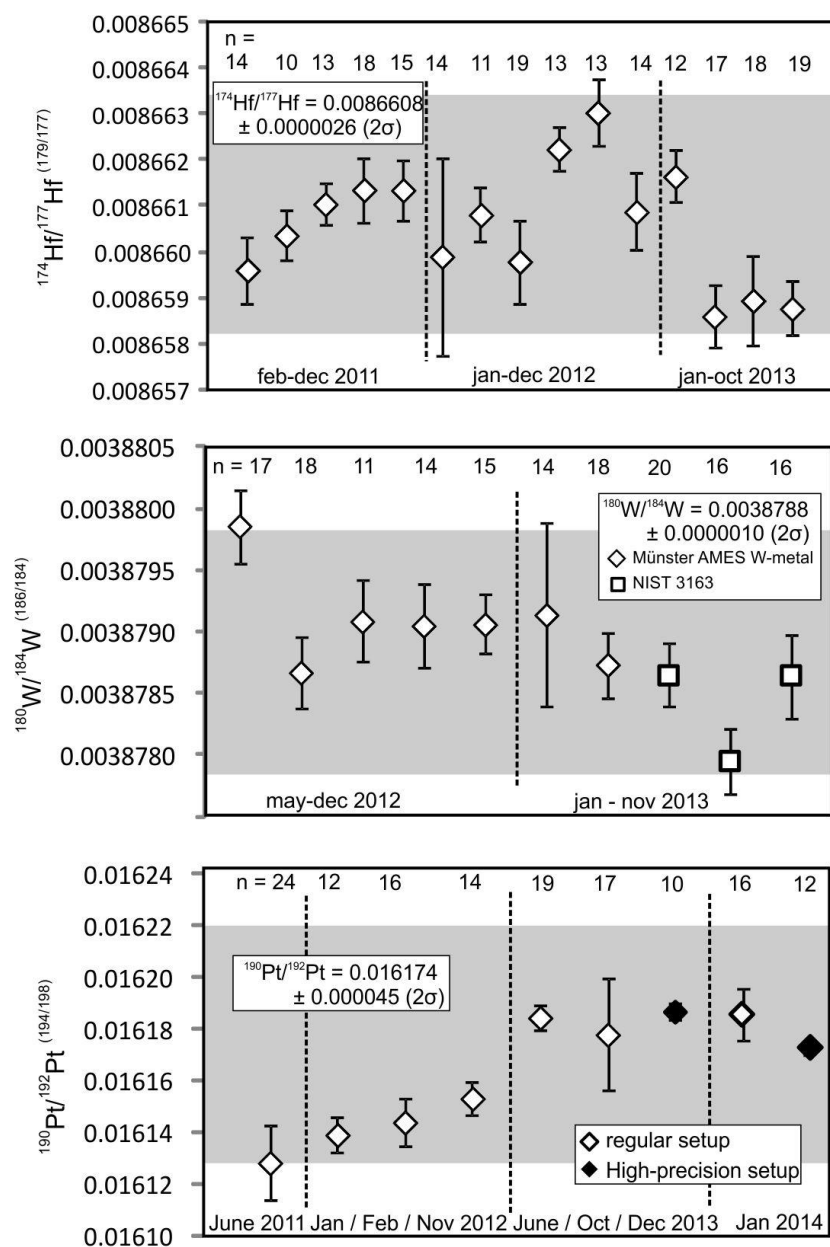 0.008665
0.008664
0.008663
0.008662
0.008661
0.008660
0.008659
0.008658
0.008657
174Hf/177Hf (179/177)
n =
14 10 13 18 15 14 11 19 13 13 14 12 17 18 19
174Hf/177Hf = 0.0086608
± 0.0000026 (2σ)
feb-dec 2011 jan-dec 2012 jan-oct 2013
0.0038805
0.0038800
0.0038795
0.0038790
0.0038785
0.0038780
180W/184W (186/184)
n = 17 18 11 14 15 14 18 20 16 16
180W/184W = 0.0038788
± 0.0000010 (2σ)
Münster AMES W-metal
NIST 3163
may-dec 2012 jan - nov 2013
0.01624
0.01622
0.01620
0.01618
0.01616
0.01614
0.01612
0.01610
190Pt/192Pt (194/198)
n = 24 12 16 14 19 17 10 16 12
190Pt/192Pt = 0.016174
± 0.000045 (2σ)
regular setup
High-precision setup
June 2011 Jan / Feb / Nov 2012 June / Oct / Dec 2013 Jan 2014